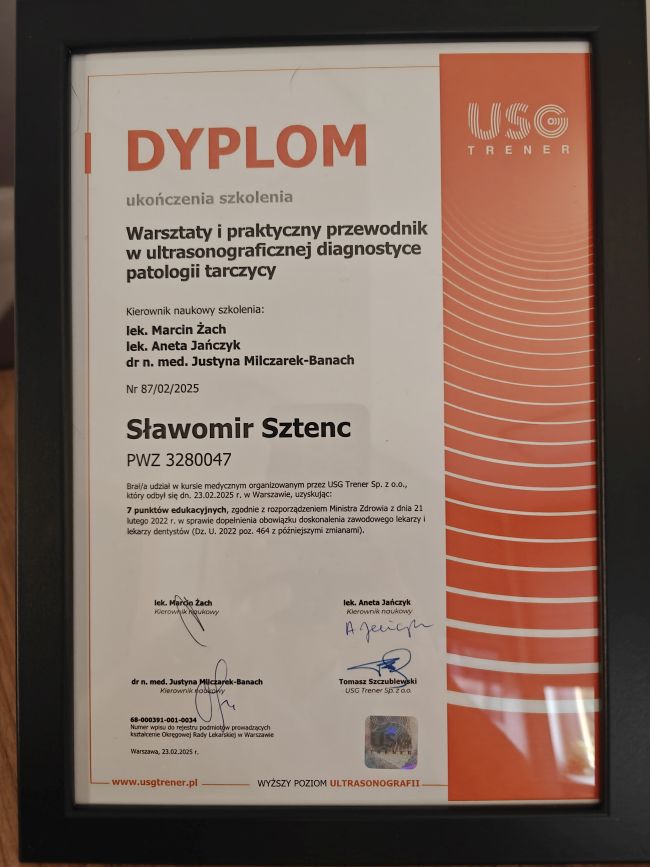 USG
TRENER
DYPLOM
ukończenia szkolenia
Warsztaty i praktyczny przewodnik
w ultrasonograficznej diagnostyce
patologii tarczycy
Kierownik naukowy szkolenia:
lek. Marcin Żach
lek. Aneta Jańczyk
dr n. med. Justyna Milczarek-Banach
Nr 87/02/2025
Sławomir Sztenc
PWZ 3280047
Brał/a udział w kursie medycznym organizowanym przez USG Trener Sp. z o.o.,
który odbył się dn. 23.02.2025 r. w Warszawie, uzyskując:
7 punktów edukacyjnych, zgodnie z rozporządzeniem Ministra Zdrowia z dnia 21
lutego 2022 r. w sprawie dopełnienia obowiązku doskonalenia zawodowego lekarzy i
lekarzy dentystów (Dz. U. 2022 poz. 464 z późniejszymi zmianami).
lek. Marcin Żach
Kierownik naukowy
lek. Aneta Jańczyk
Kierownik naukowy
A Jańczyk
dr n. med. Justyna Milczarek-Banach
Kierownik naukowy
Tomasz Szczublewski
USG Trener Sp. z o.o.
68-000391-001-0034
Numer wpisu do rejestru podmiotów prowadzących
kształcenie Okręgowej Rady Lekarskiej w Warszawie
Warszawa, 23.02.2025 r.
www.usgtrener.pl
WYŻSZY POZIOM ULTRASONOGRAFII